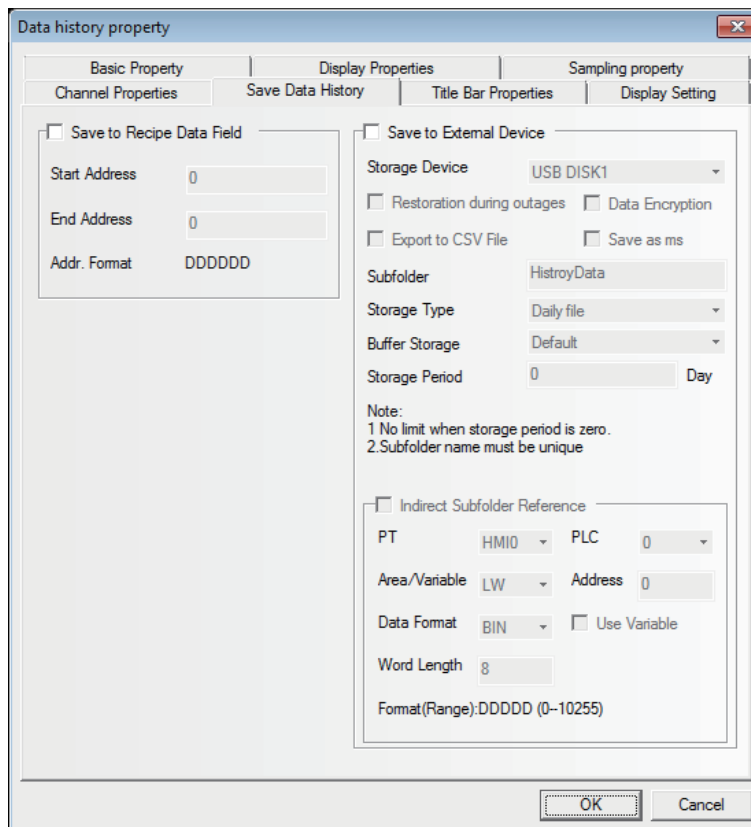 Data history property
Basic Property
Display Properties
Sampling property
Channel Properties
Save Data History
Title Bar Properties
Display Setting
Save to Recipe Data Field
Start Address
0
End Address
0
Addr. Format
DDDDDD
Save to External Device
Storage Device
USB DISK1
Restoration during outages
Data Encryption
Export to CSV File
Save as ms
Subfolder
HistroyData
Storage Type
Daily file
Buffer Storage
Default
Storage Period
0
Day
Note:
1 No limit when storage period is zero.
2.Subfolder name must be unique
Indirect Subfolder Reference
PT
HMI0
PLC
0
Area/Variable
LW
Address
0
Data Format
BIN
Use Variable
Word Length
8
Format(Range):DDDDD (0--10255)
OK
Cancel